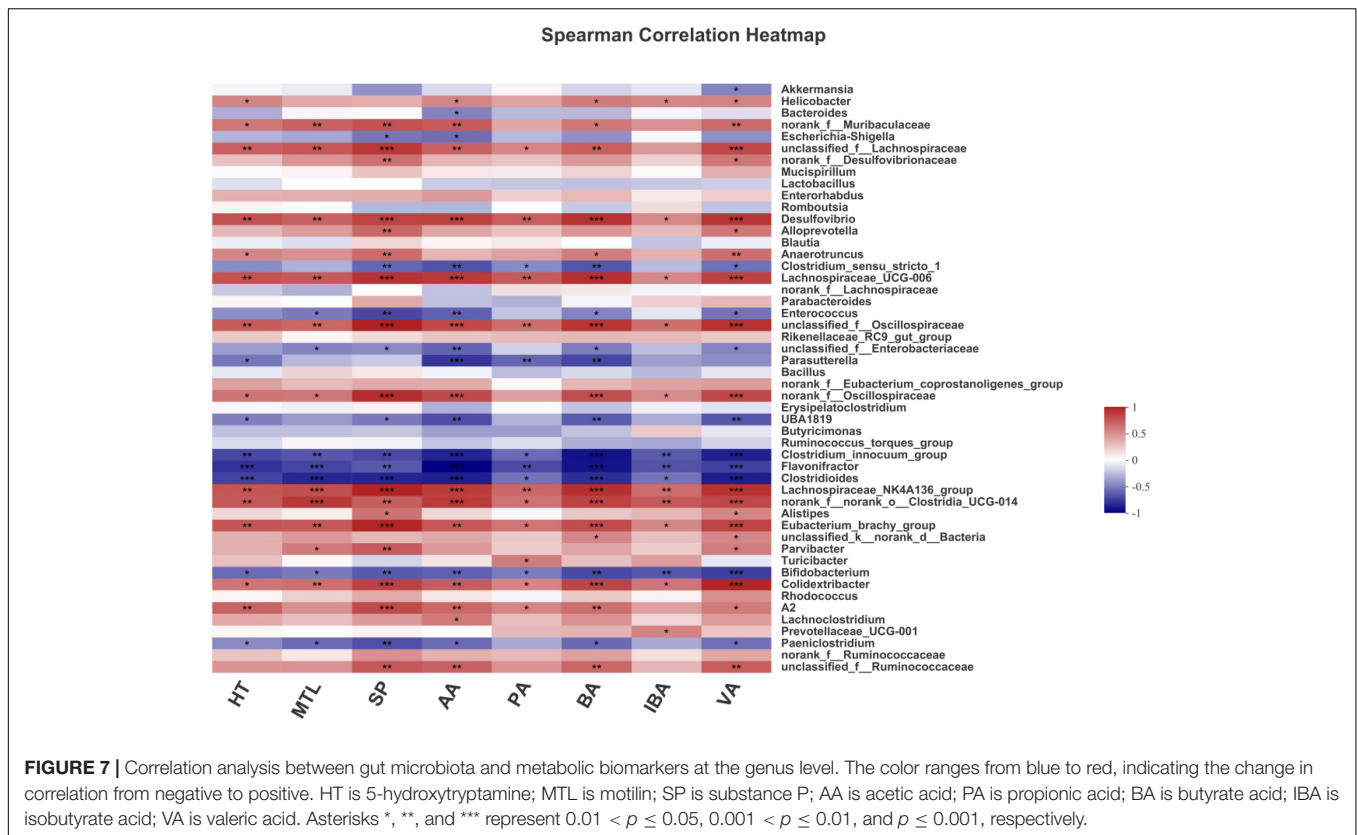 Spearman Correlation Heatmap
Akkermansia
*
Helicobacter
* * * * *
Bacteroides
*
norank_f__Muribaculaceae
* ** ** ** * **
Escherichia-Shigella
* *
unclassified_f__Lachnospiraceae
** ** *** ** * ** ***
norank_f__Desulfovibrionaceae
** *
Mucispirillum
Lactobacillus
Enterorhabdus
Romboutsia
Desulfovibrio
** ** *** *** ** *** * ***
Alloprevotella
** *
Blautia
Anaerotruncus
* ** * **
Clostridium_sensu_stricto_1
** ** * ** *
Lachnospiraceae_UCG-006
** ** *** *** ** *** * ***
norank_f__Lachnospiraceae
Parabacteroides
Enterococcus
* ** ** * *
unclassified_f__Oscillospiraceae
** ** *** *** ** *** * ***
Rikenellaceae_RC9_gut_group
unclassified_f__Enterobacteriaceae
* * ** * *
Parasutterella
* *** ** **
Bacillus
norank_f__Eubacterium_coprostanoligenes_group
norank_f__Oscillospiraceae
* * *** *** *** * ***
Erysipelatoclostridium
UBA1819
* * ** ** **
Butyricimonas
Ruminococcus_torques_group
Clostridium_innocuum_group
** ** ** *** * *** ** ***
Flavonifractor
*** *** ** *** ** *** ** ***
Clostridioides
*** *** *** *** * *** * ***
Lachnospiraceae_NK4A136_group
** *** *** *** ** *** ** ***
norank_f__norank_o__Clostridia_UCG-014
** *** ** *** * *** ** ***
Alistipes
* *
Eubacterium_brachy_group
** ** *** ** * *** * ***
unclassified_k__norank_d__Bacteria
* *
Parvibacter
* ** *
Turicibacter
*
Bifidobacterium
* * ** ** * ** ** ***
Colidextribacter
* ** *** ** * *** * ***
Rhodococcus
A2
** *** ** * ** *
Lachnoclostridium
*
Prevotellaceae_UCG-001
*
Paeniclostridium
* * ** * * *
norank_f__Ruminococcaceae
unclassified_f__Ruminococcaceae
** ** ** **
HT MTL SP AA PA BA IBA VA
1
0.5
0
-0.5
-1
FIGURE 7 | Correlation analysis between gut microbiota and metabolic biomarkers at the genus level. The color ranges from blue to red, indicating the change in
correlation from negative to positive. HT is 5-hydroxytryptamine; MTL is motilin; SP is substance P; AA is acetic acid; PA is propionic acid; BA is butyrate acid; IBA is
isobutyrate acid; VA is valeric acid. Asterisks *, **, and *** represent 0.01 < p ≤ 0.05, 0.001 < p ≤ 0.01, and p ≤ 0.001, respectively.